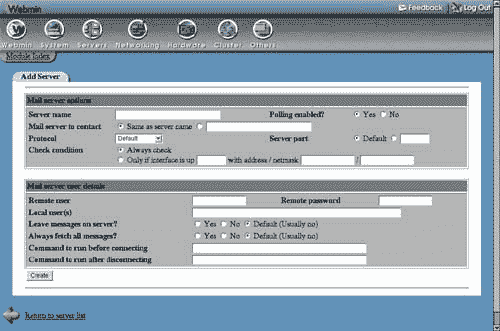 Webmin
Feedback Log Out
Webmin System Servers Networking Hardware Cluster Others
Module Index
Add Server
Mail server options
Server name Polling enabled? Yes No
Mail server to contact Same as server name
Protocol Default Server port Default
Check condition Always check
Only if interface is up with address / netmask /
Mail server user details
Remote user Remote password
Local user(s)
Leave messages on server? Yes No Default (Usually no)
Always fetch all messages? Yes No Default (Usually no)
Command to run before connecting
Command to run after disconnecting
Create
Return to server list